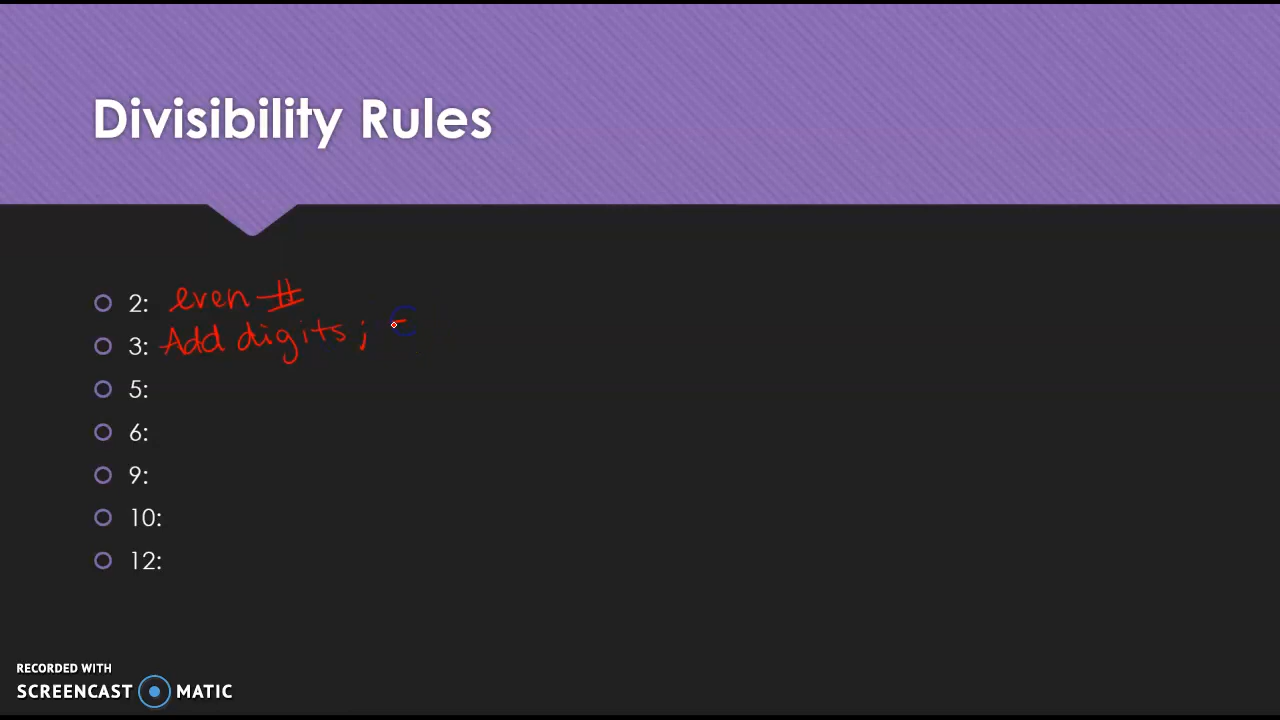 Divisibility Rules
2: even #
3: Add digits;
5:
6:
9:
10:
12:
RECORDED WITH
SCREENCAST MATIC